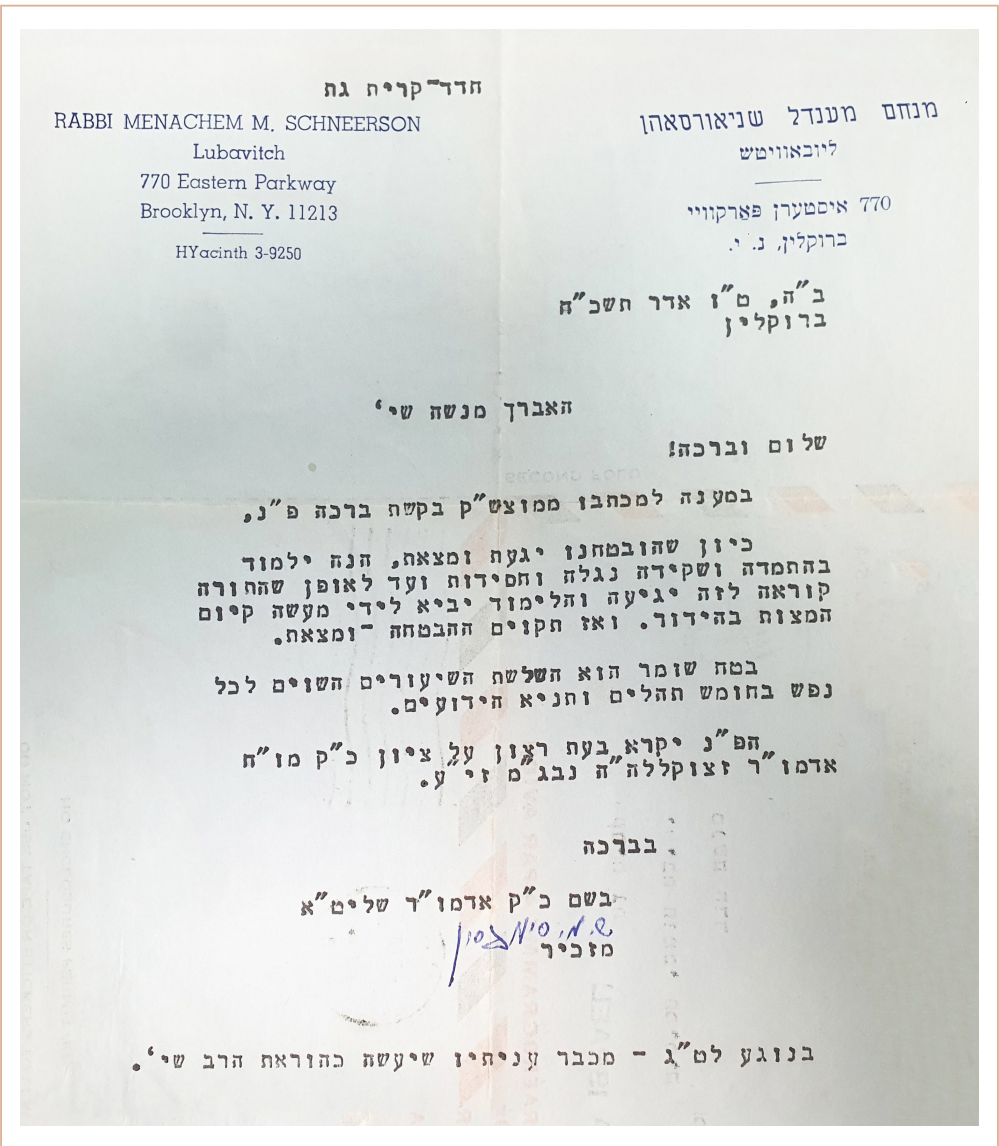 חדד-קרית גת
RABBI MENACHEM M. SCHNEERSON
Lubavitch
770 Eastern Parkway
Brooklyn, N. Y. 11213
HYacinth 3-9250
מנחם מענדל שניאורסאהן
ליובאוויטש
770 איסטערן פארקוויי
ברוקלין, נ. י.
ב"ה, ט"ו אדר תשכ"ח
ברוקלין
האברך מנשה שי'
שלום וברכה!
במענה למכתבו ממוצש"ק בקשת ברכה פ"נ,
כיון שהובטחנו יגעת ומצאת, הנה ילמוד
בהתמדה ושקידה נגלה וחסידות ועד לאופן שהתורה
קוראה לזה יגיעה והלימוד יביא לידי מעשה קיום
המצות בהידור. ואז תקוים ההבטחה -ומצאת.
בטח שומר הוא השלשת השיעורים השוים לכל
נפש בחומש תהלים ותניא הידועים.
הפ"נ יקרא בעת רצון על ציון כ"ק מו"ח
אדמו"ר זצוקללה"ה נבג"מ זי"ע.
בברכה
בשם כ"ק אדמו"ר שליט"א
ש. מ. סימפסון
מזכיר
בנוגע לט"ג - מכבר עניתיו שיעשה כהוראת הרב שי'.